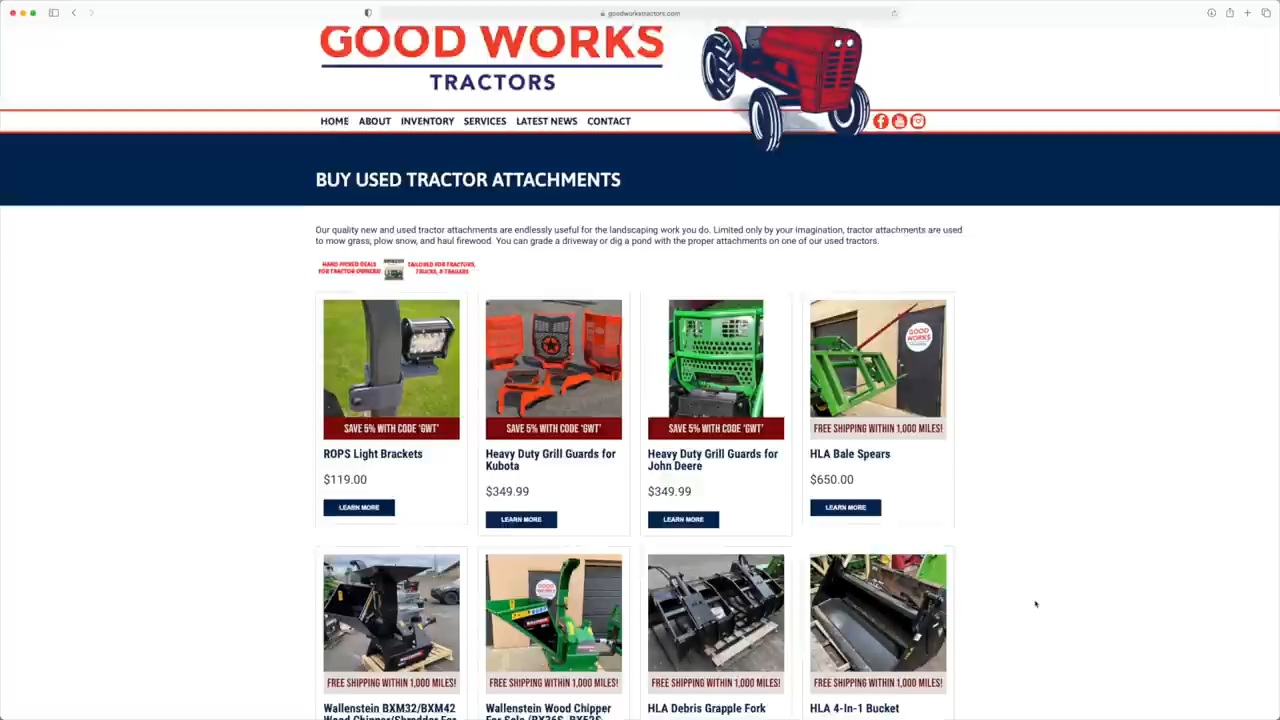 goodworkstractors.com
GOOD WORKS
TRACTORS
HOME ABOUT INVENTORY SERVICES LATEST NEWS CONTACT
BUY USED TRACTOR ATTACHMENTS
Our quality new and used tractor attachments are endlessly useful for the landscaping work you do. Limited only by your imagination, tractor attachments are used
to mow grass, plow snow, and haul firewood. You can grade a driveway or dig a pond with the proper attachments on one of our used tractors.
HAND PICKED DEALS
FOR TRACTOR OWNERS!
TAILORED FOR TRACTORS,
TRUCKS, & TRAILERS
SAVE 5% WITH CODE 'GWT'
ROPS Light Brackets
$119.00
LEARN MORE
SAVE 5% WITH CODE 'GWT'
Heavy Duty Grill Guards for
Kubota
$349.99
LEARN MORE
SAVE 5% WITH CODE 'GWT'
Heavy Duty Grill Guards for
John Deere
$349.99
LEARN MORE
GOOD
WORKS
FREE SHIPPING WITHIN 1,000 MILES!
HLA Bale Spears
$650.00
LEARN MORE
FREE SHIPPING WITHIN 1,000 MILES!
Wallenstein BXM32/BXM42
Wood Chipper/Shredder For
GOOD
WORKS
FREE SHIPPING WITHIN 1,000 MILES!
Wallenstein Wood Chipper
For Sale (BX36S, BX52S,
FREE SHIPPING WITHIN 1,000 MILES!
HLA Debris Grapple Fork
FREE SHIPPING WITHIN 1,000 MILES!
HLA 4-In-1 Bucket